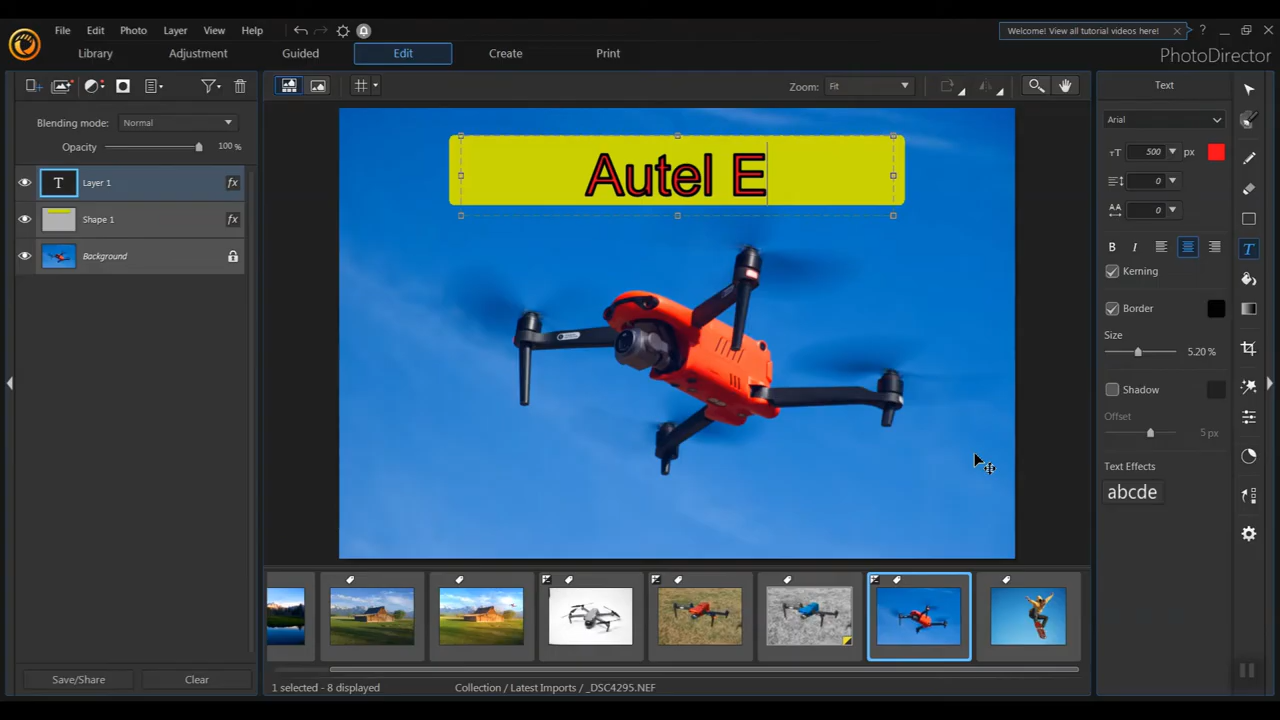 File Edit Photo Layer View Help
Welcome! View all tutorial videos here!
?
Library Adjustment Guided Edit Create Print
PhotoDirector
Zoom: Fit
Text
Blending mode: Normal
Arial
Opacity 100 %
T 500 px
T Layer 1 fx
0
Shape 1 fx
AA 0
Background
B I
Kerning
T
Autel E
Border
Size
5.20 %
Shadow
Offset
5 px
Text Effects
abcde
Save/Share Clear
1 selected - 8 displayed Collection / Latest Imports / _DSC4295.NEF